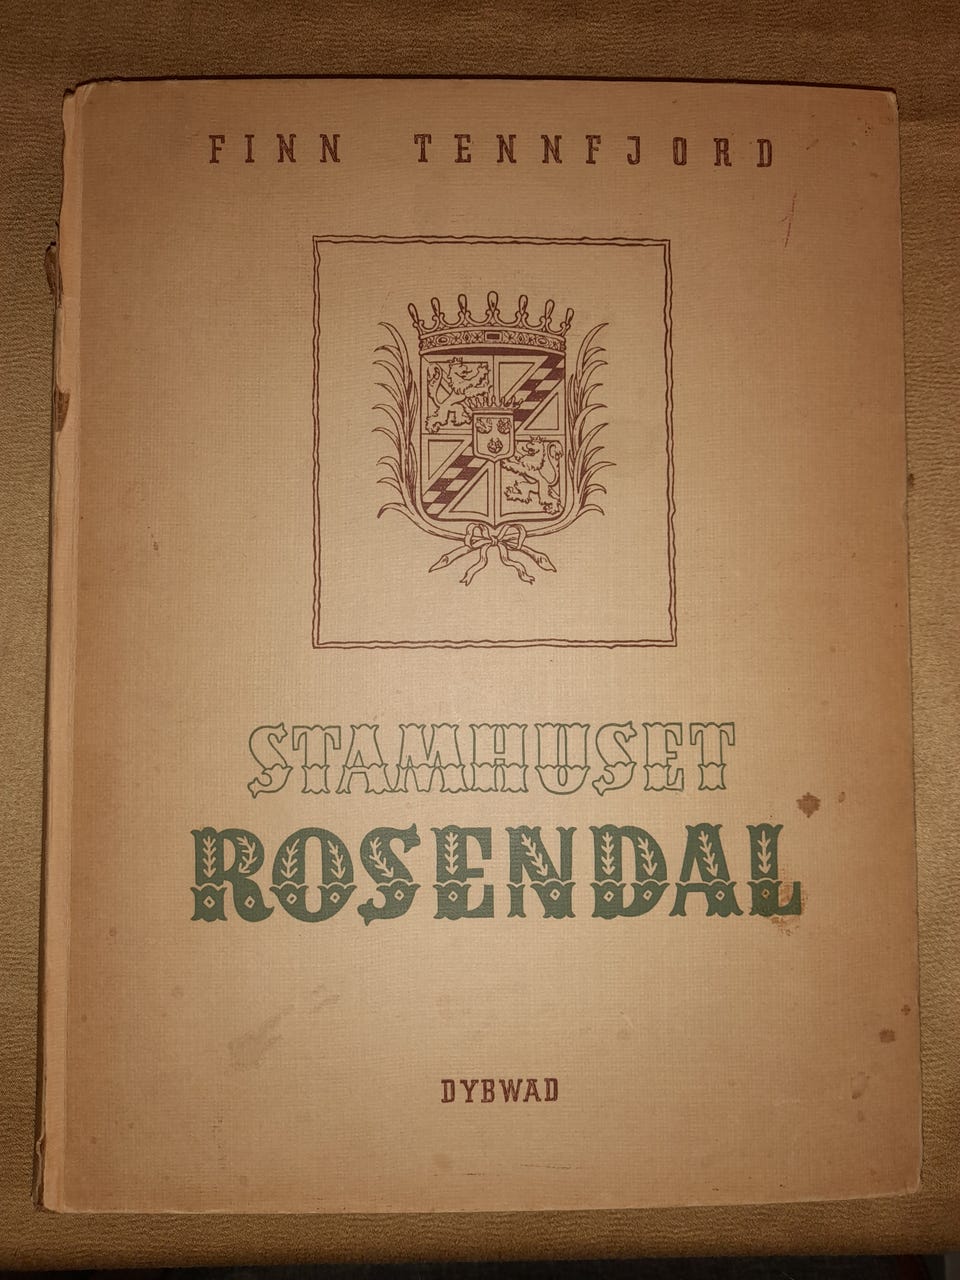 FINN TENNFJORD
STAMHUSET
ROSENDAL
DYBWAD